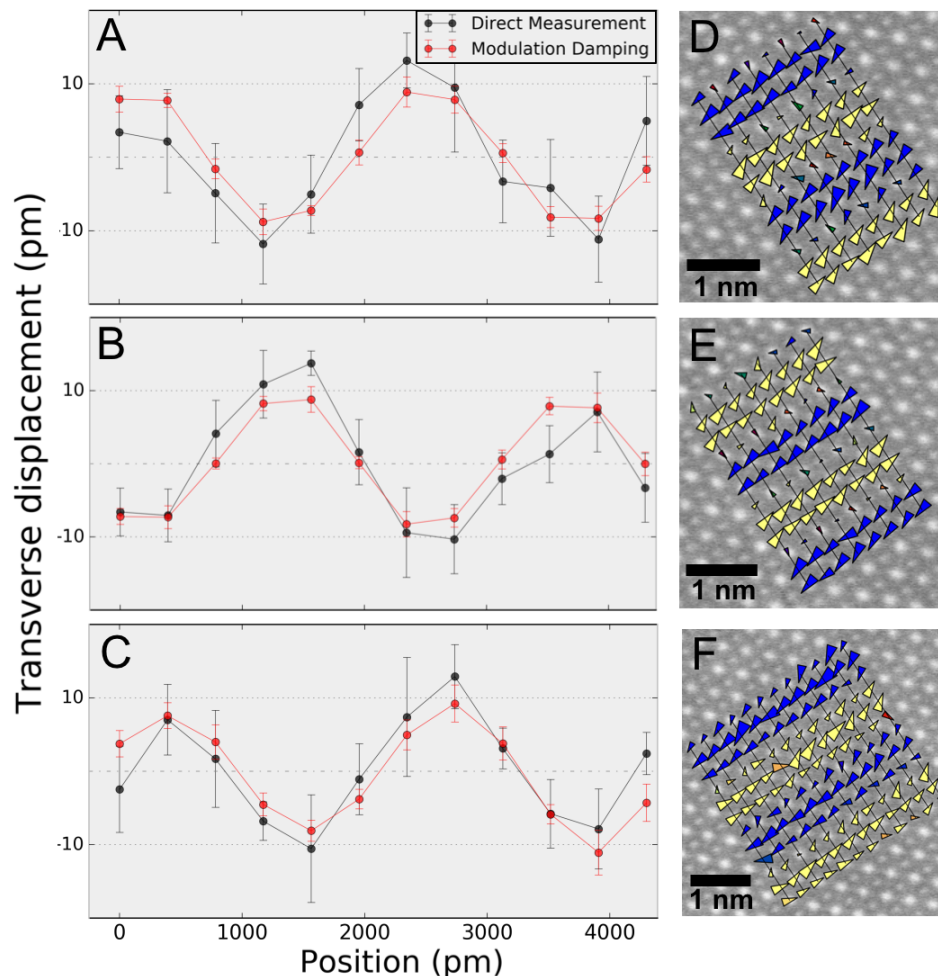 A
Direct Measurement
Modulation Damping
10
-10
B
10
-10
C
10
-10
0 1000 2000 3000 4000
Position (pm)
Transverse displacement (pm)
D
1 nm
E
1 nm
F
1 nm